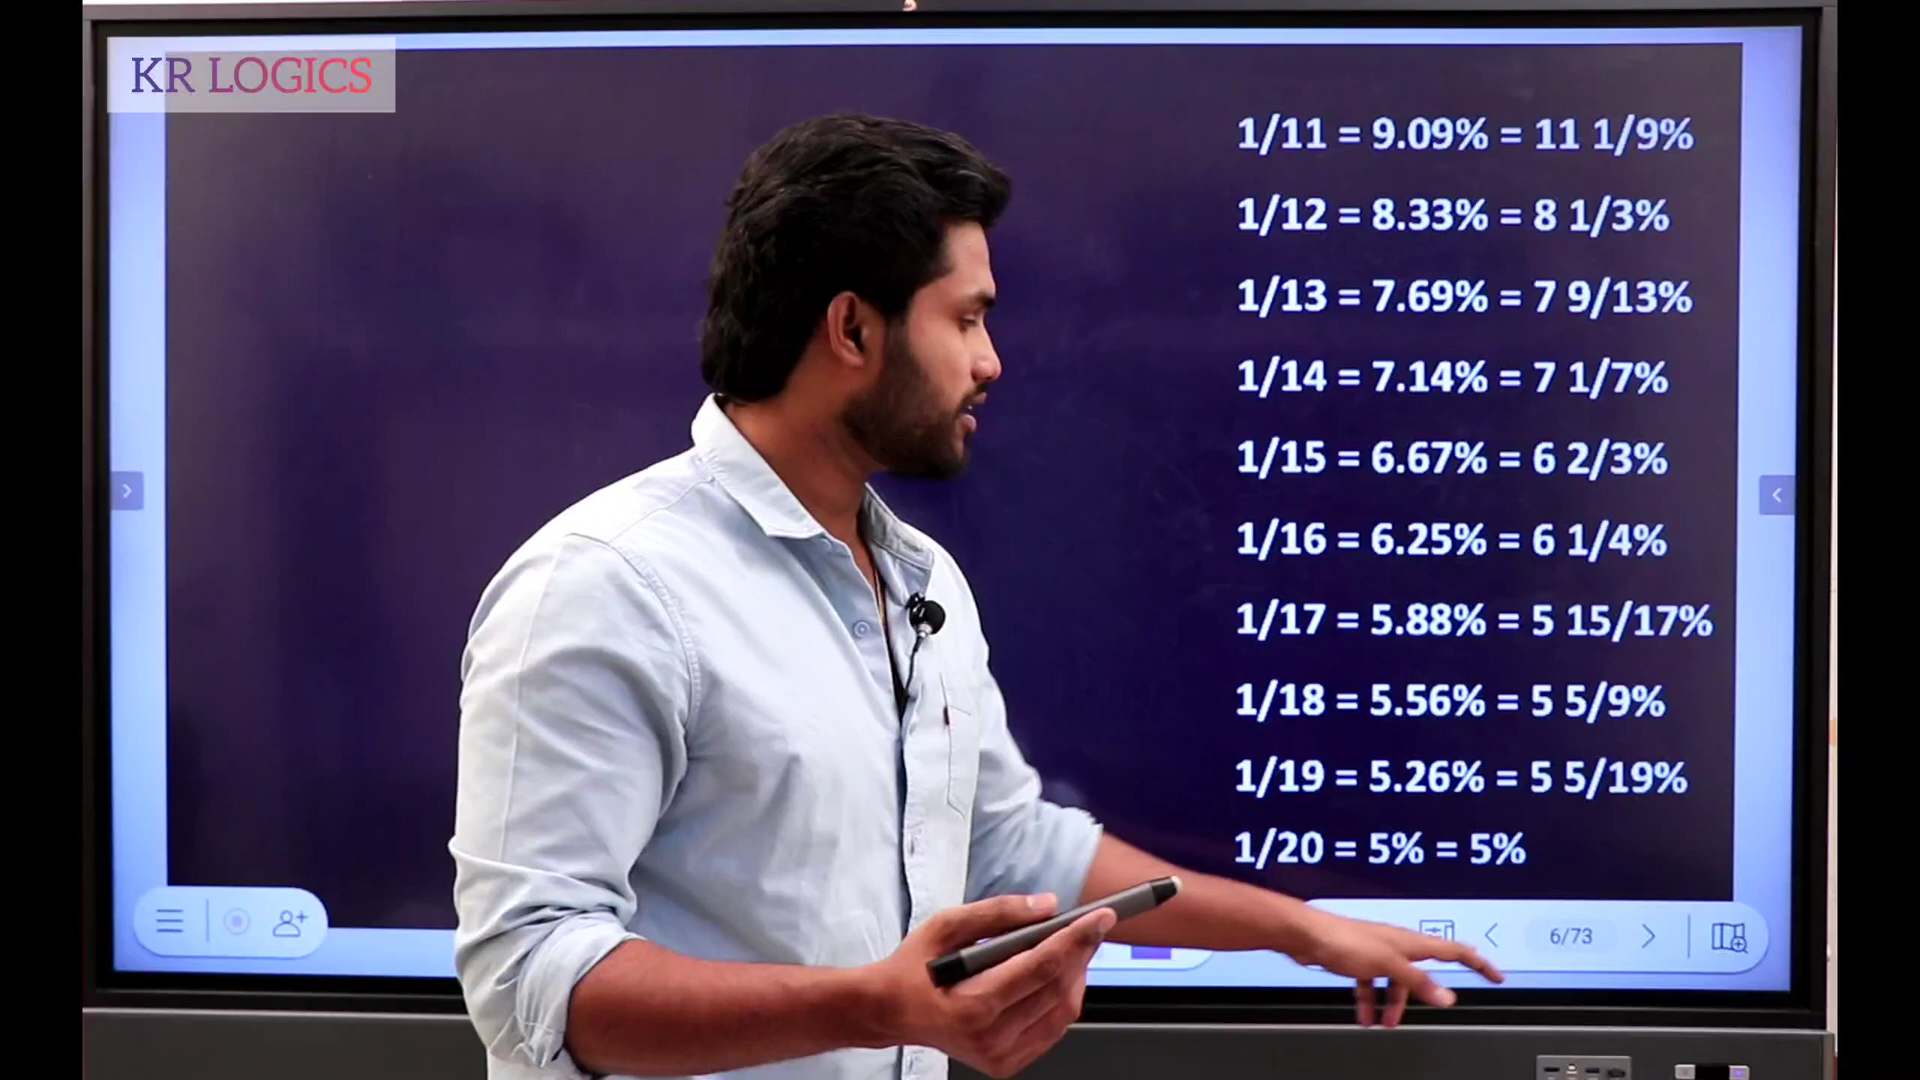 KR LOGICS
1/11 = 9.09% = 11 1/9%
1/12 = 8.33% = 8 1/3%
1/13 = 7.69% = 7 9/13%
1/14 = 7.14% = 7 1/7%
1/15 = 6.67% = 6 2/3%
1/16 = 6.25% = 6 1/4%
1/17 = 5.88% = 5 15/17%
1/18 = 5.56% = 5 5/9%
1/19 = 5.26% = 5 5/19%
1/20 = 5% = 5%
6/73